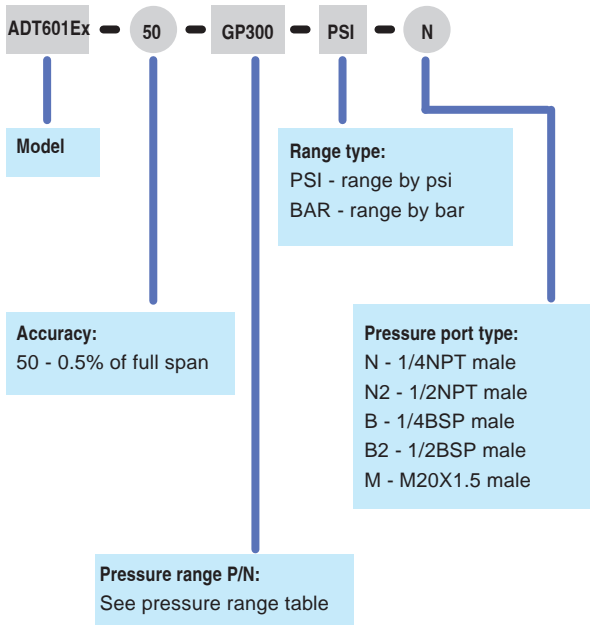 ADT601Ex 50 GP300 PSI N
Model
Range type:
PSI - range by psi
BAR - range by bar
Accuracy:
50 - 0.5% of full span
Pressure port type:
N - 1/4NPT male
N2 - 1/2NPT male
B - 1/4BSP male
B2 - 1/2BSP male
M - M20X1.5 male
Pressure range P/N:
See pressure range table